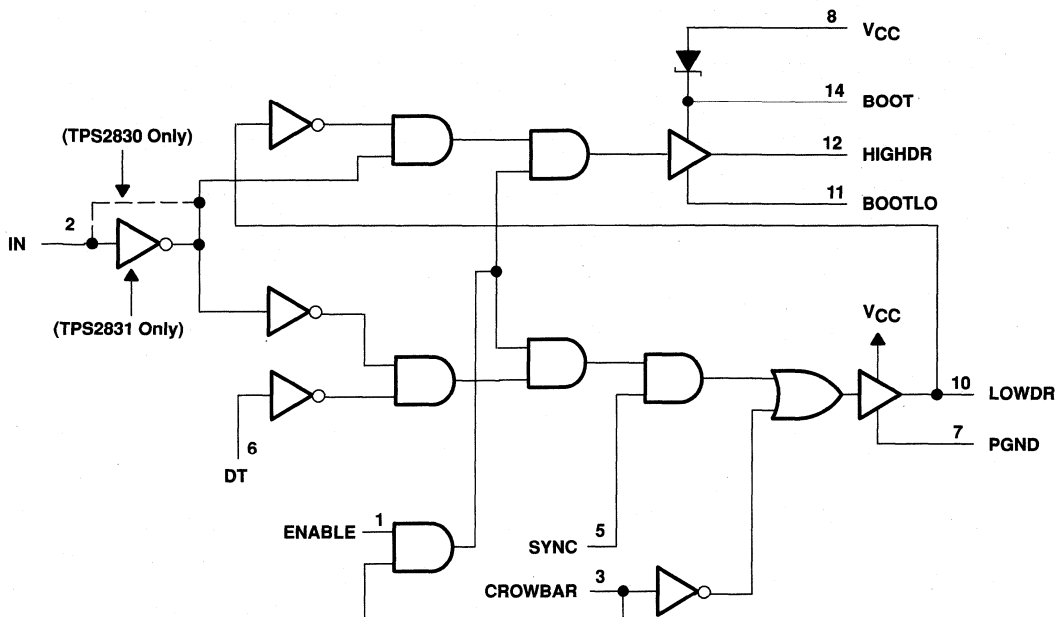 8 VCC
14 BOOT
(TPS2830 Only)
12 HIGHDR
11 BOOTLO
2
IN
(TPS2831 Only)
VCC
10 LOWDR
7 PGND
6
DT
1
ENABLE
5
SYNC
3
CROWBAR